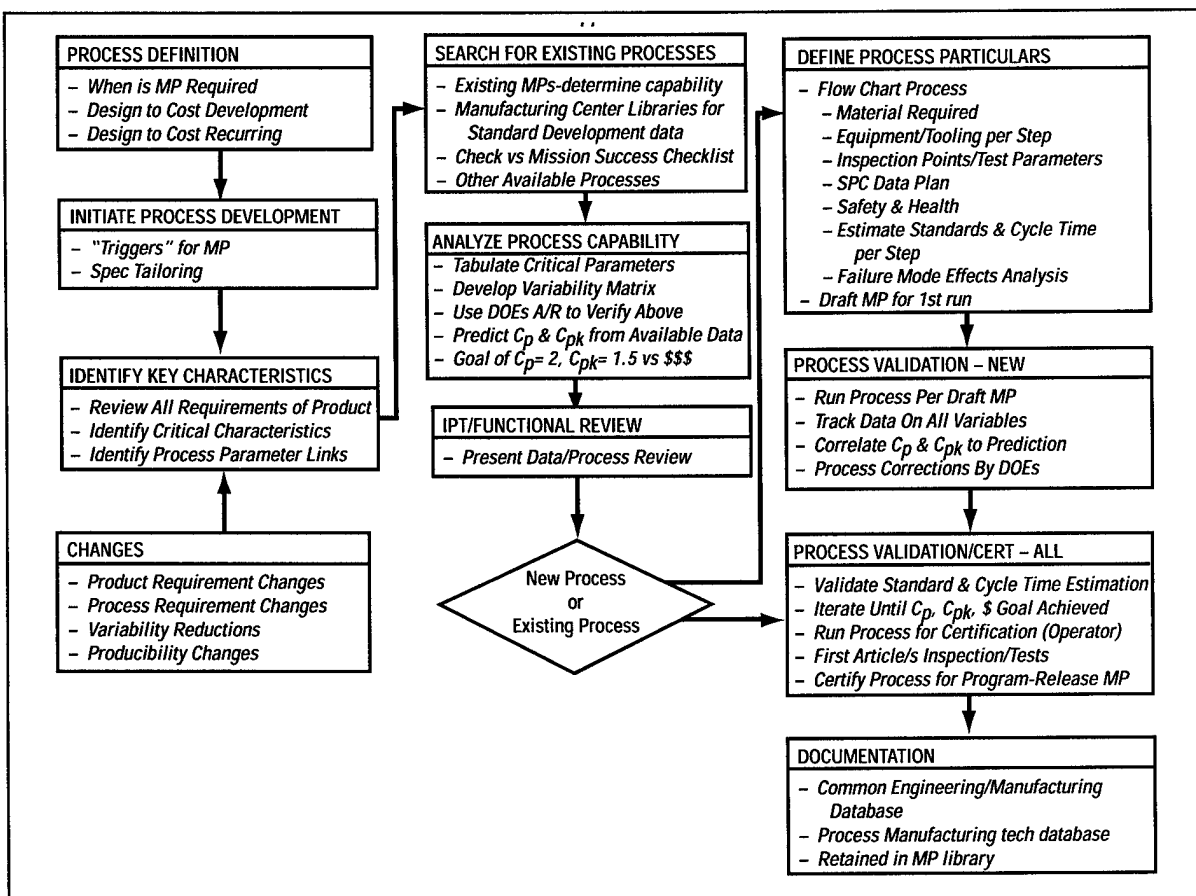 PROCESS DEFINITION
– When is MP Required
– Design to Cost Development
– Design to Cost Recurring
INITIATE PROCESS DEVELOPMENT
– "Triggers" for MP
– Spec Tailoring
IDENTIFY KEY CHARACTERISTICS
– Review All Requirements of Product
– Identify Critical Characteristics
– Identify Process Parameter Links
CHANGES
– Product Requirement Changes
– Process Requirement Changes
– Variability Reductions
– Producibility Changes
SEARCH FOR EXISTING PROCESSES
– Existing MPs-determine capability
– Manufacturing Center Libraries for
Standard Development data
– Check vs Mission Success Checklist
– Other Available Processes
ANALYZE PROCESS CAPABILITY
– Tabulate Critical Parameters
– Develop Variability Matrix
– Use DOEs A/R to Verify Above
– Predict Cp & Cpk from Available Data
– Goal of Cp= 2, Cpk= 1.5 vs $$$
IPT/FUNCTIONAL REVIEW
– Present Data/Process Review
New Process
or
Existing Process
DEFINE PROCESS PARTICULARS
– Flow Chart Process
– Material Required
– Equipment/Tooling per Step
– Inspection Points/Test Parameters
– SPC Data Plan
– Safety & Health
– Estimate Standards & Cycle Time
per Step
– Failure Mode Effects Analysis
– Draft MP for 1st run
PROCESS VALIDATION – NEW
– Run Process Per Draft MP
– Track Data On All Variables
– Correlate Cp & Cpk to Prediction
– Process Corrections By DOEs
PROCESS VALIDATION/CERT – ALL
– Validate Standard & Cycle Time Estimation
– Iterate Until Cp, Cpk, $ Goal Achieved
– Run Process for Certification (Operator)
– First Article/s Inspection/Tests
– Certify Process for Program-Release MP
DOCUMENTATION
– Common Engineering/Manufacturing
Database
– Process Manufacturing tech database
– Retained in MP library